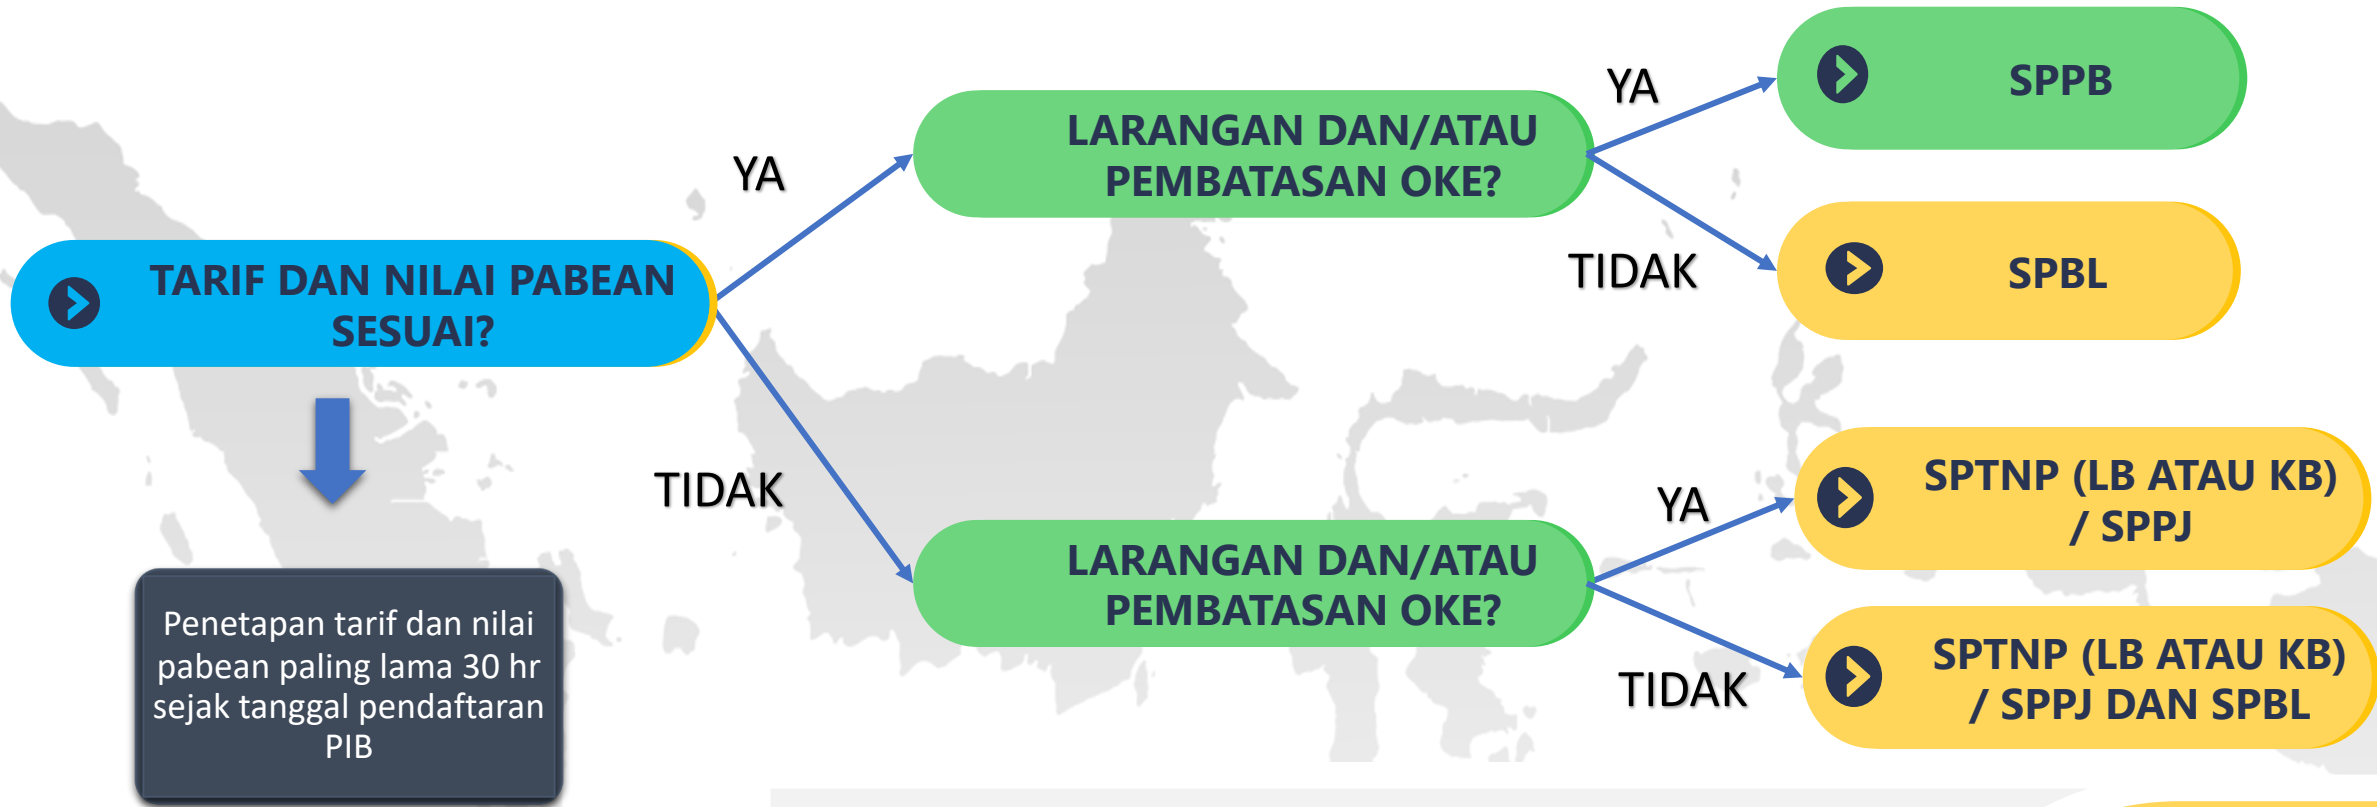 TARIF DAN NILAI PABEAN
SESUAI?
Penetapan tarif dan nilai
pabean paling lama 30 hr
sejak tanggal pendaftaran
PIB
YA
LARANGAN DAN/ATAU
PEMBATASAN OKE?
YA
SPPB
TIDAK
SPBL
TIDAK
LARANGAN DAN/ATAU
PEMBATASAN OKE?
YA
SPTNP (LB ATAU KB)
/ SPPJ
TIDAK
SPTNP (LB ATAU KB)
/ SPPJ DAN SPBL